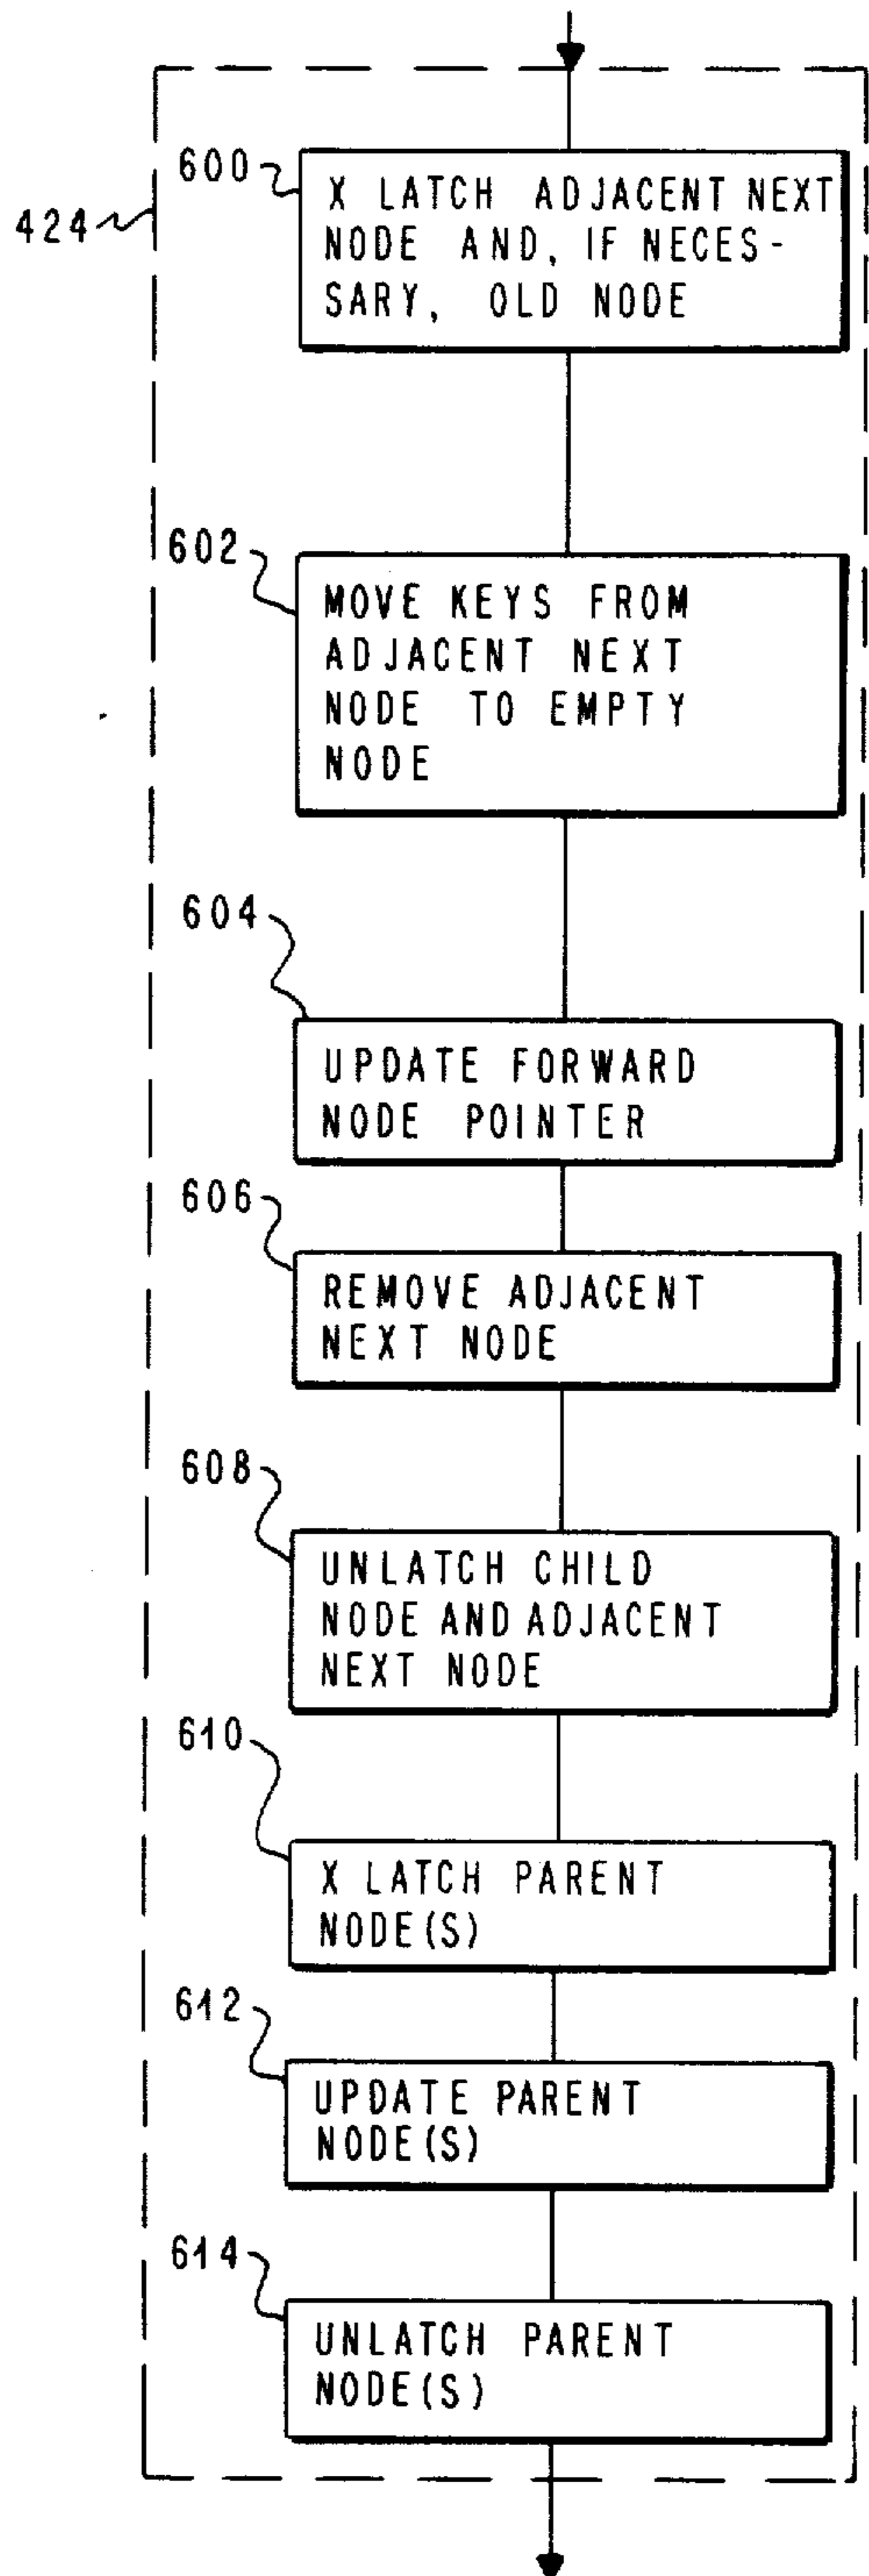 600
X LATCH ADJACENT NEXT
424
NODE AND, IF NECES-
SARY, OLD NODE
602
MOVE KEYS FROM
ADJACENT NEXT
NODE TO EMPTY
NODE
604
UPDATE FORWARD
NODE POINTER
606
REMOVE ADJACENT
NEXT NODE
608
UNLATCH CHILD
NODE AND ADJACENT
NEXT NODE
610
X LATCH PARENT
NODE(S)
612
UPDATE PARENT
NODE(S)
614
UNLATCH PARENT
NODE(S)